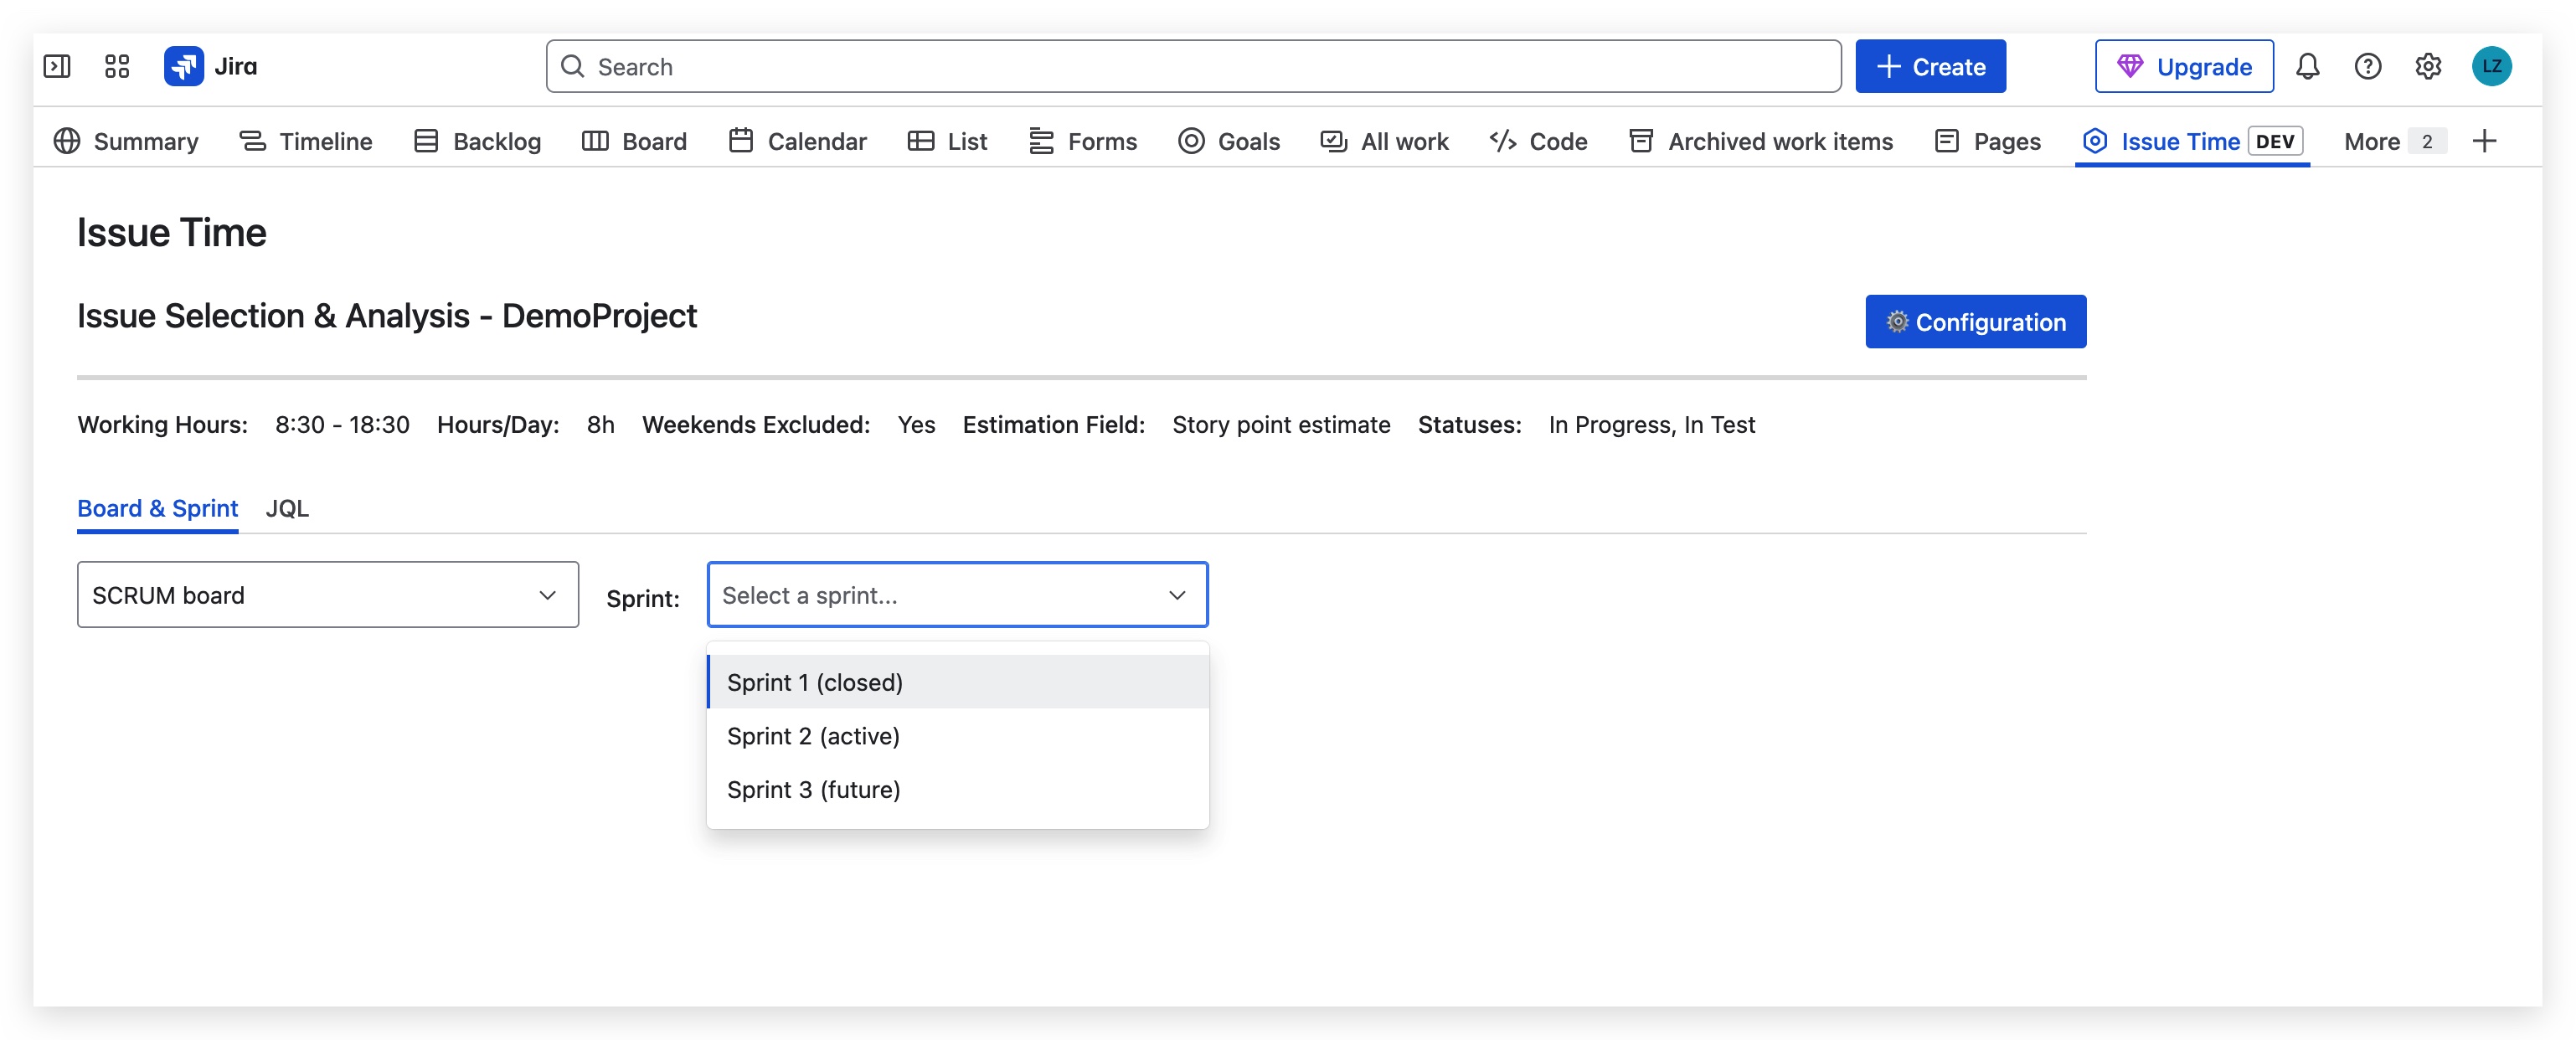 Jira Search Create Upgrade LZ
Summary Timeline Backlog Board Calendar List Forms Goals All work Code Archived work items Pages Issue Time DEV More 2
Issue Time
Issue Selection & Analysis - DemoProject Configuration
Working Hours: 8:30 - 18:30 Hours/Day: 8h Weekends Excluded: Yes Estimation Field: Story point estimate Statuses: In Progress, In Test
Board & Sprint JQL
SCRUM board Sprint: Select a sprint...
Sprint 1 (closed)
Sprint 2 (active)
Sprint 3 (future)